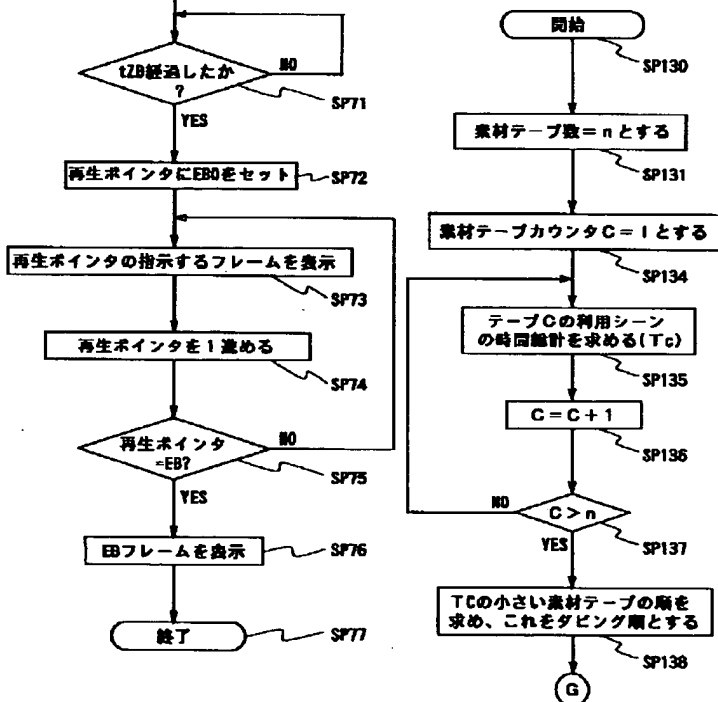 tZB経過したか
?
NO
SP71
YES
再生ポインタにEBOをセット
SP72
再生ポインタの指示するフレームを表示
SP73
再生ポインタを1進める
SP74
再生ポインタ
=EB?
NO
SP75
YES
EBフレームを表示
SP76
終了
SP77
開始
SP130
素材テープ数=nとする
SP131
素材テープカウンタC=1とする
SP134
テープCの利用シーン
の時間総計を求める(Tc)
SP135
C=C+1
SP136
NO
C>n
SP137
YES
TCの小さい素材テープの順を
求め、これをダビング順とする
SP138
G